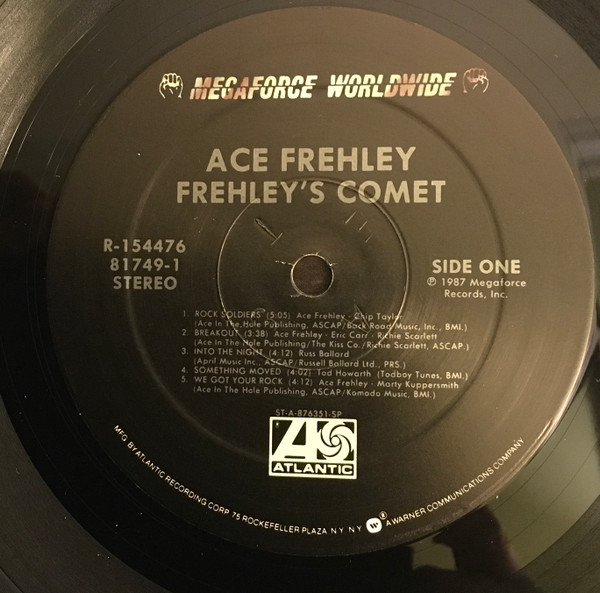 MEGAFORCE WORLDWIDE
ACE FREHLEY
FREHLEY'S COMET
R-154476
81749-1
STEREO
SIDE ONE
℗ 1987 Megaforce
Records, Inc.
1. ROCK SOLDIERS (5:05) Ace Frehley - Chip Taylor
(Ace In The Hole Publishing, ASCAP/Back Road Music, Inc., BMI.)
2. BREAKOUT (3:38) Ace Frehley - Eric Carr - Richie Scarlett
(Ace In The Hole Publishing/The Kiss Co./Richie Scarlett, ASCAP.)
3. INTO THE NIGHT (4:12) Russ Ballard
(April Music Inc., ASCAP/Russell Ballard Ltd., PRS.)
4. SOMETHING MOVED (4:02) Tod Howarth (Todboy Tunes, BMI.)
5. WE GOT YOUR ROCK (4:12) Ace Frehley - Marty Kuppersmith
(Ace In The Hole Publishing, ASCAP/Komodo Music, BMI.)
ST-A-876351-SP
ATLANTIC
MFG BY ATLANTIC RECORDING CORP. 75 ROCKEFELLER PLAZA, N.Y. N.Y. ® A WARNER COMMUNICATIONS COMPANY